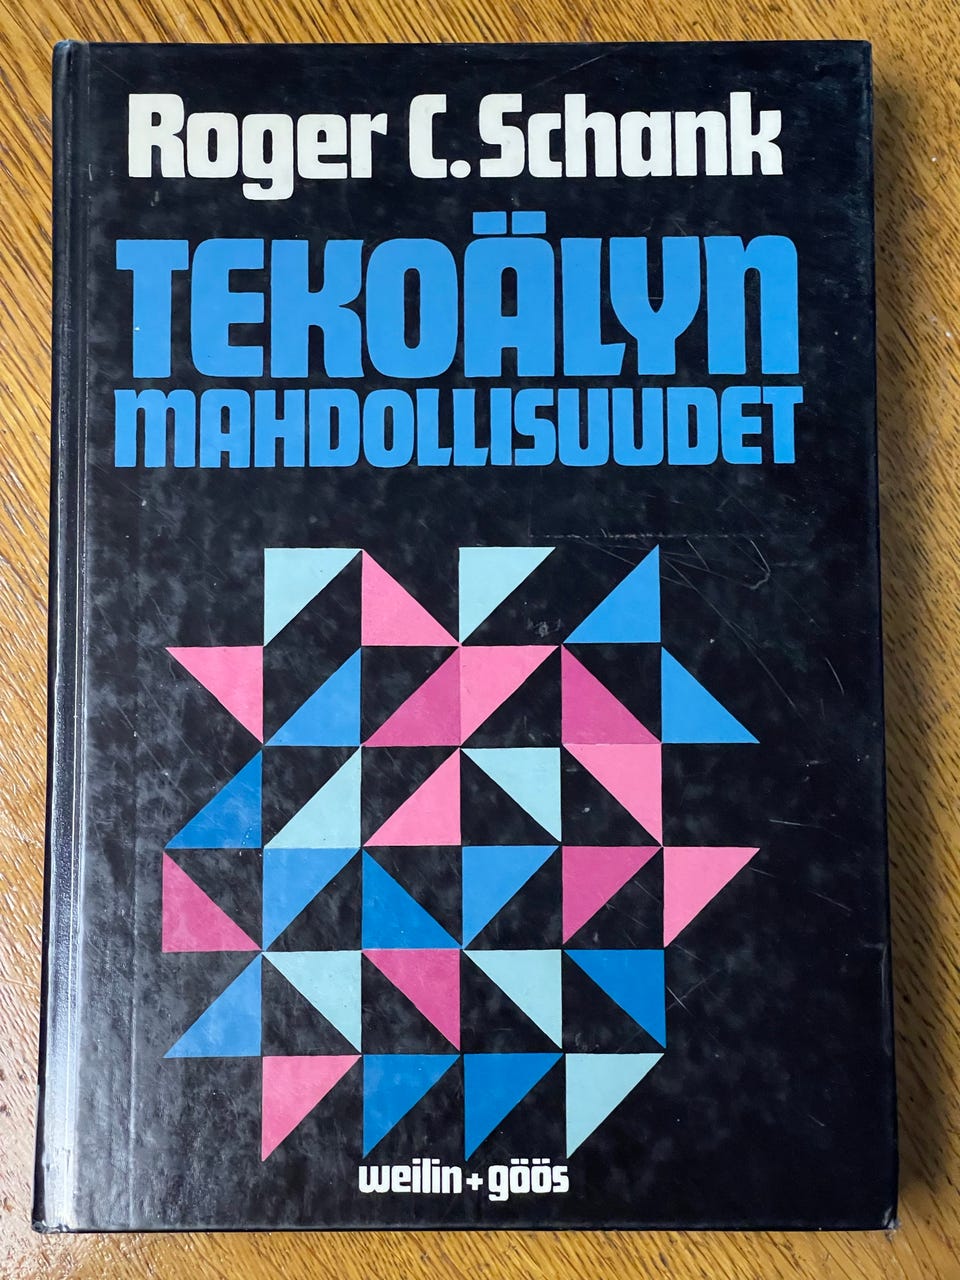 Roger C. Schank
TEKOÄLYN
MAHDOLLISUUDET
weilin+göös